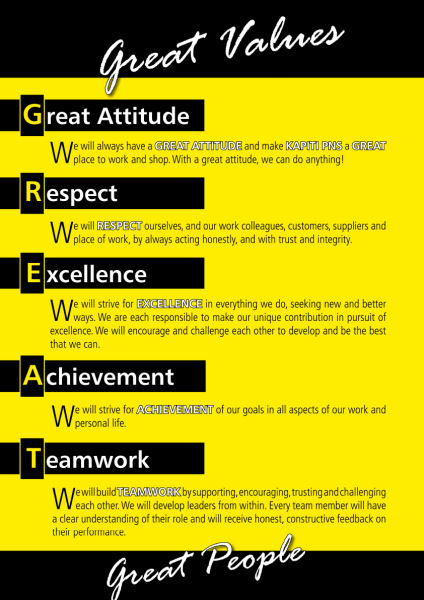 Great Values
Great Attitude
We will always have a GREAT ATTITUDE and make KAPITI PNS a GREAT
place to work and shop. With a great attitude, we can do anything!
Respect
We will RESPECT ourselves, and our work colleagues, customers, suppliers and
place of work, by always acting honestly, and with trust and integrity.
Excellence
We will strive for EXCELLENCE in everything we do, seeking new and better
ways. We are each responsible to make our unique contribution in pursuit of
excellence. We will encourage and challenge each other to develop and be the best
that we can.
Achievement
We will strive for ACHIEVEMENT of our goals in all aspects of our work and
personal life.
Teamwork
We will build TEAMWORK by supporting, encouraging, trusting and challenging
each other. We will develop leaders from within. Every team member will have
a clear understanding of their role and will receive honest, constructive feedback on
their performance.
Great People